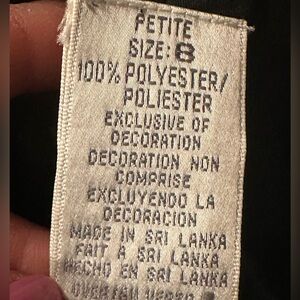 PETITE
SIZE: 8
100% POLYESTER/
POLIESTER
EXCLUSIVE OF
DECORATION
DECORATION NON
COMPRISE
EXCLUYENDO LA
DECORACION
MADE IN SRI LANKA
FAIT À SRI LANKA
HECHO EN SRI LANKA